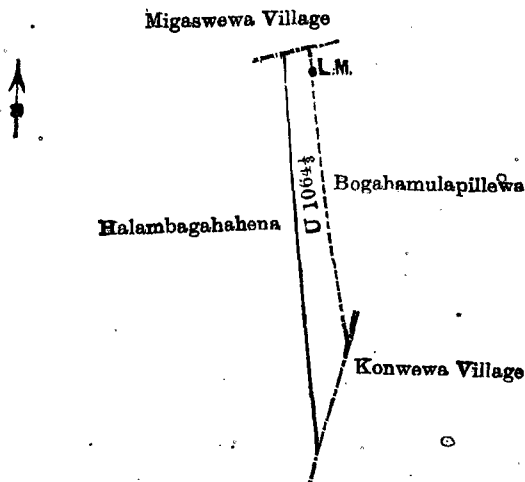 Migaswewa Village
L.M.
U 1064⅓
Bogahamulapillewa
Halambagahahena
Konwewa Village